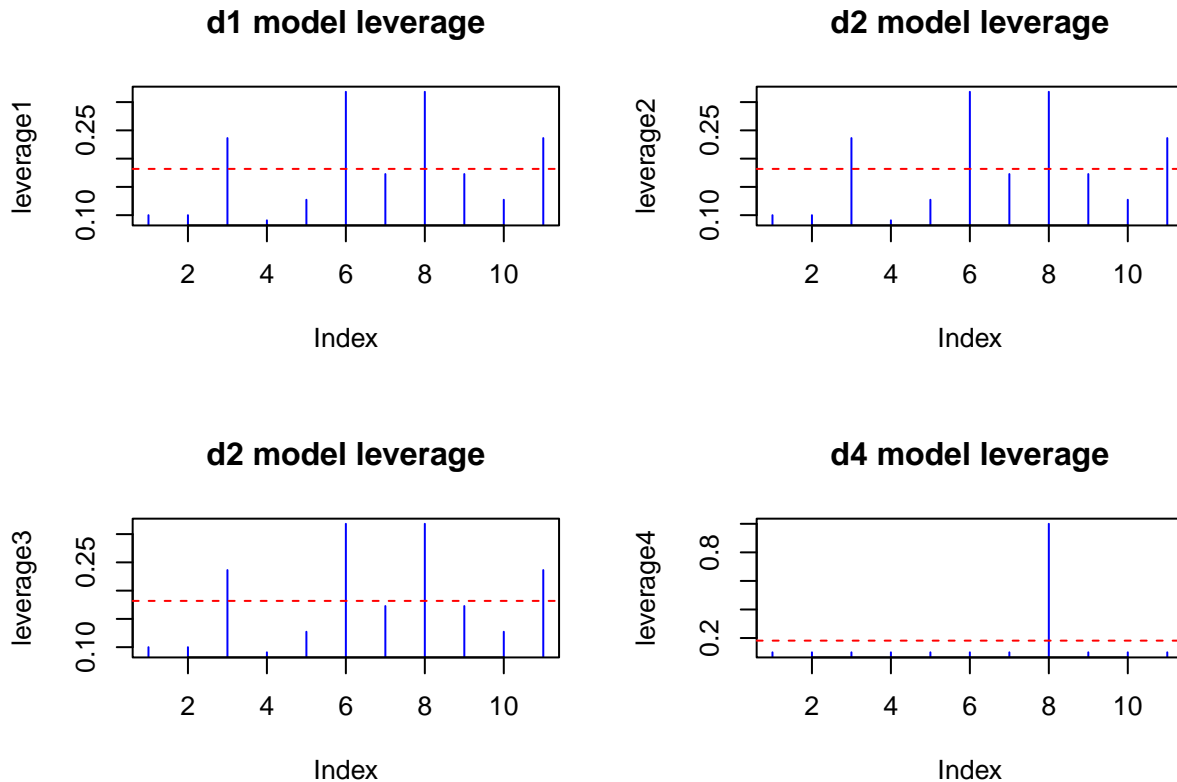 d1 model leverage
leverage1
0.10 0.25
2 4 6 8 10
Index
d2 model leverage
leverage2
0.10 0.25
2 4 6 8 10
Index
d2 model leverage
leverage3
0.10 0.25
2 4 6 8 10
Index
d4 model leverage
leverage4
0.2 0.8
2 4 6 8 10
Index